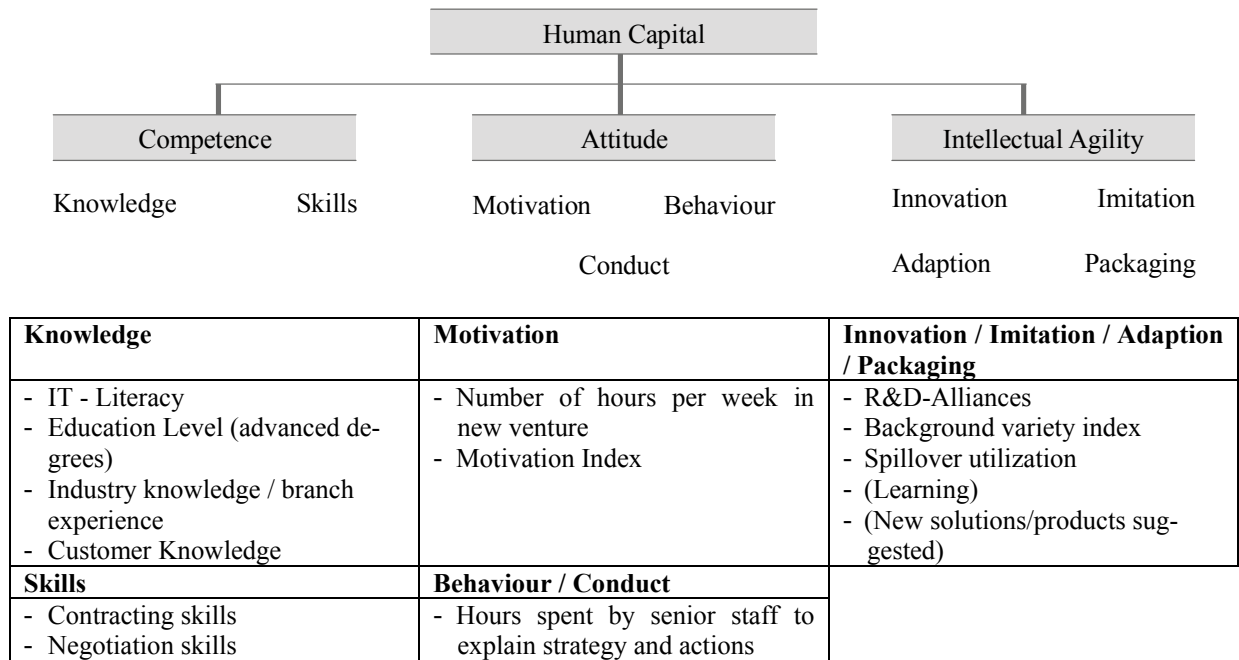 Human Capital
Competence
Attitude
Intellectual Agility
Knowledge
Skills
Motivation
Behaviour
Conduct
Innovation
Imitation
Adaption
Packaging
Knowledge
- IT - Literacy
- Education Level (advanced de-
grees)
- Industry knowledge / branch
experience
- Customer Knowledge
Motivation
- Number of hours per week in
new venture
- Motivation Index
Innovation / Imitation / Adaption
/ Packaging
- R&D-Alliances
- Background variety index
- Spillover utilization
- (Learning)
- (New solutions/products sug-
gested)
Skills
- Contracting skills
- Negotiation skills
Behaviour / Conduct
- Hours spent by senior staff to
explain strategy and actions